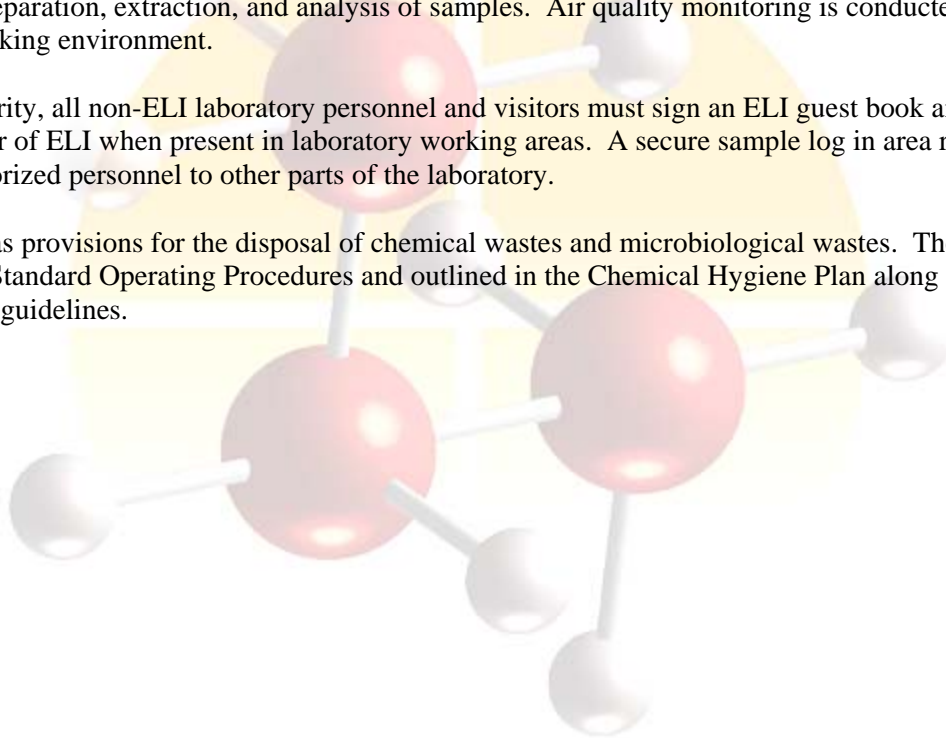 eparation, extraction, and analysis of samples.  Air quality monitoring is conducte
king environment.
rity, all non-ELI laboratory personnel and visitors must sign an ELI guest book a
r of ELI when present in laboratory working areas.  A secure sample log in area r
orized personnel to other parts of the laboratory.
as provisions for the disposal of chemical wastes and microbiological wastes.  Th
Standard Operating Procedures and outlined in the Chemical Hygiene Plan along
guidelines.